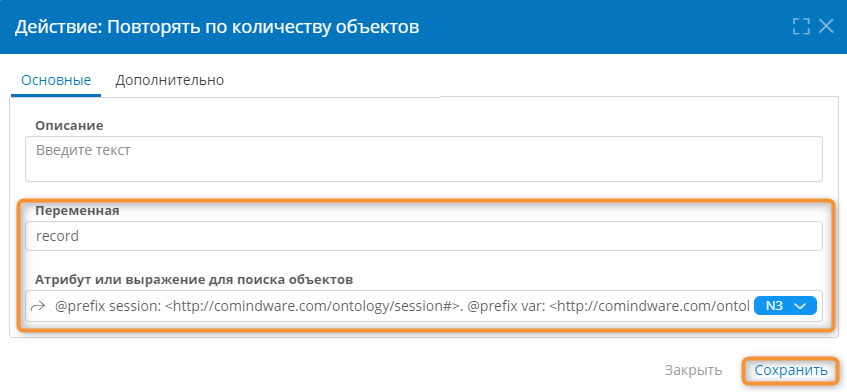 Действие: Повторять по количеству объектов
Основные Дополнительно
Описание
Введите текст
Переменная
record
Атрибут или выражение для поиска объектов
@prefix session: <http://comindware.com/ontology/session#>. @prefix var: <http://comindware.com/ontol N3
Закрыть Сохранить